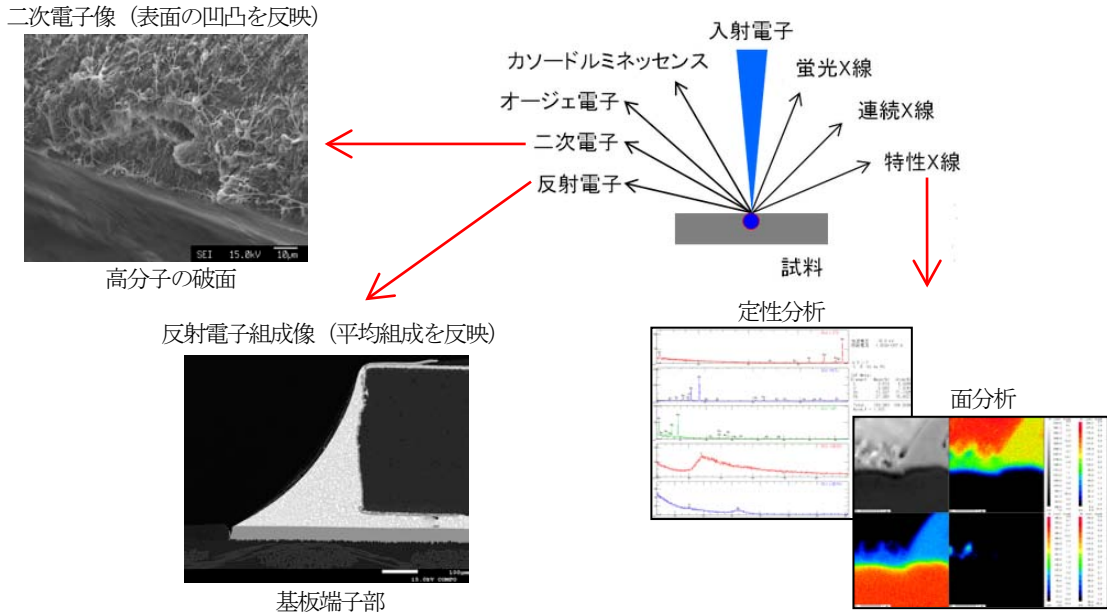 二次電子像（表面の凹凸を反映）
SEI 15.0kV 10μm
高分子の破面
入射電子
カソードルミネッセンス
オージェ電子
二次電子
反射電子
蛍光X線
連続X線
特性X線
試料
反射電子組成像（平均組成を反映）
100μm
15.0kV COMPO
基板端子部
定性分析
面分析